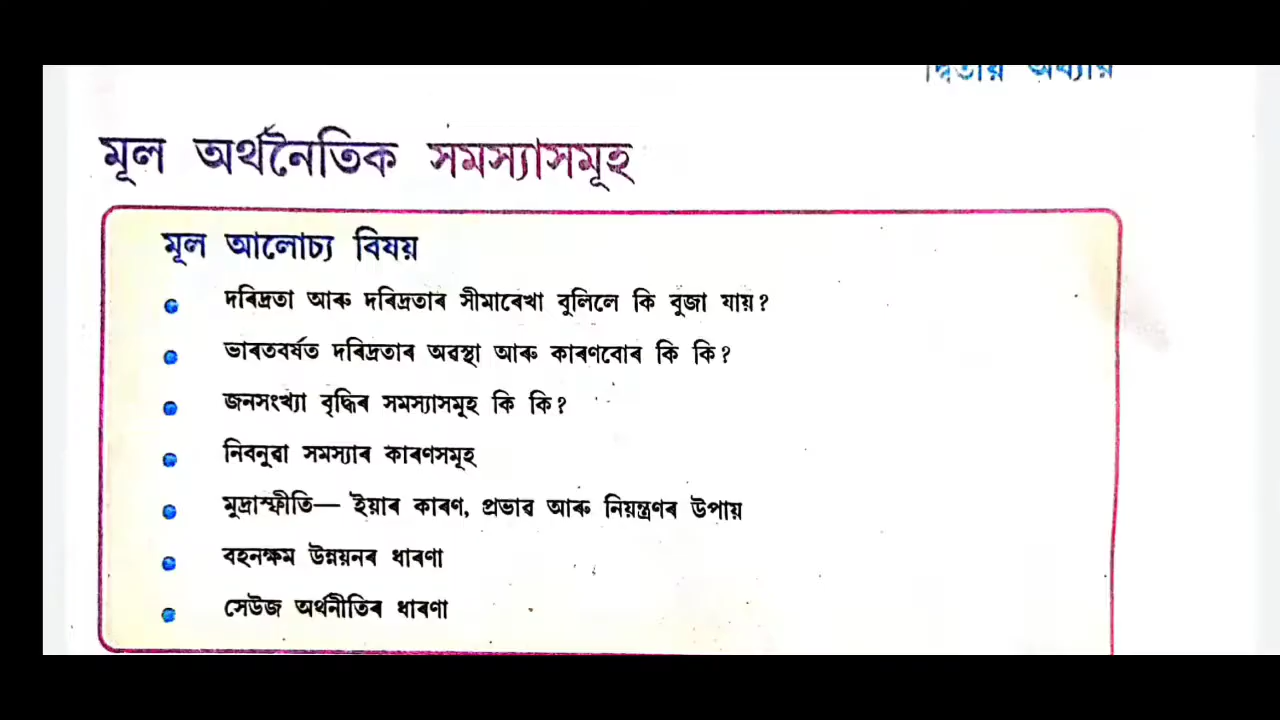 দ্বিতীয় অধ্যায়
মূল অৰ্থনৈতিক সমস্যাসমূহ
মূল আলোচ্য বিষয়
দৰিদ্ৰতা আৰু দৰিদ্ৰতাৰ সীমাৰেখা বুলিলে কি বুজা যায়?
ভাৰতবৰ্ষত দৰিদ্ৰতাৰ অৱস্থা আৰু কাৰণবোৰ কি কি?
জনসংখ্যা বৃদ্ধিৰ সমস্যাসমূহ কি কি?
নিবনুৱা সমস্যাৰ কাৰণসমূহ
মুদ্ৰাস্ফীতি— ইয়াৰ কাৰণ, প্ৰভাৱ আৰু নিয়ন্ত্ৰণৰ উপায়
বহনক্ষম উন্নয়নৰ ধাৰণা
সেউজ অৰ্থনীতিৰ ধাৰণা